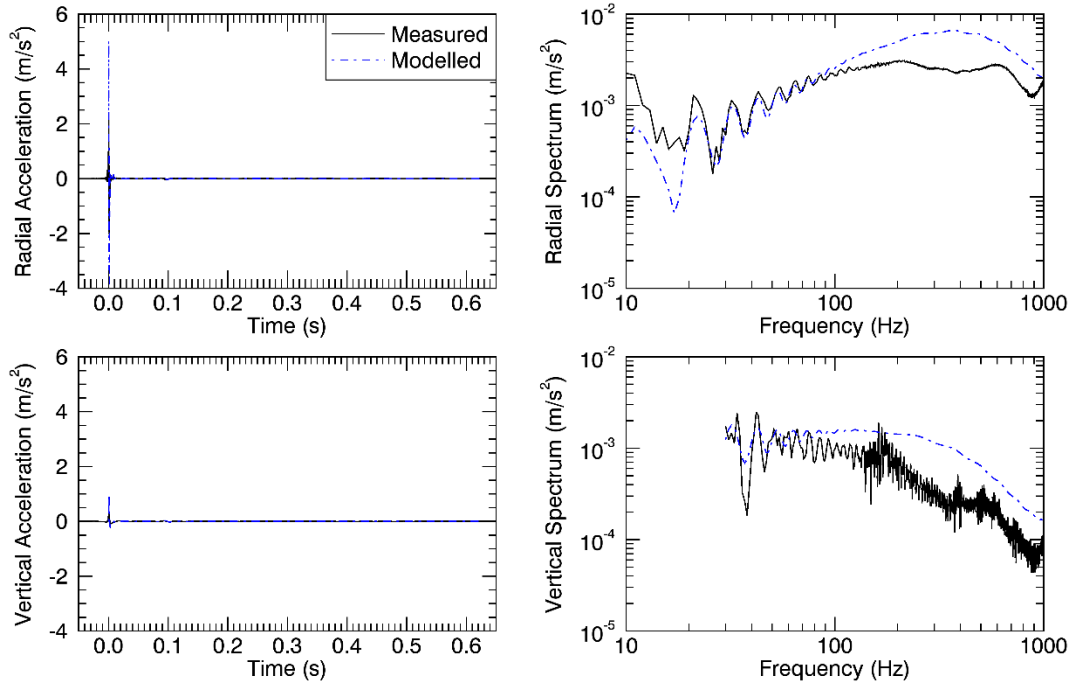 Measured
Modelled
Radial Acceleration (m/s²)
6
4
2
0
-2
-4
0.0 0.1 0.2 0.3 0.4 0.5 0.6
Time (s)
Radial Spectrum (m/s²)
10⁻²
10⁻³
10⁻⁴
10⁻⁵
10 100 1000
Frequency (Hz)
Vertical Acceleration (m/s²)
6
4
2
0
-2
-4
0.0 0.1 0.2 0.3 0.4 0.5 0.6
Time (s)
Vertical Spectrum (m/s²)
10⁻²
10⁻³
10⁻⁴
10⁻⁵
10 100 1000
Frequency (Hz)